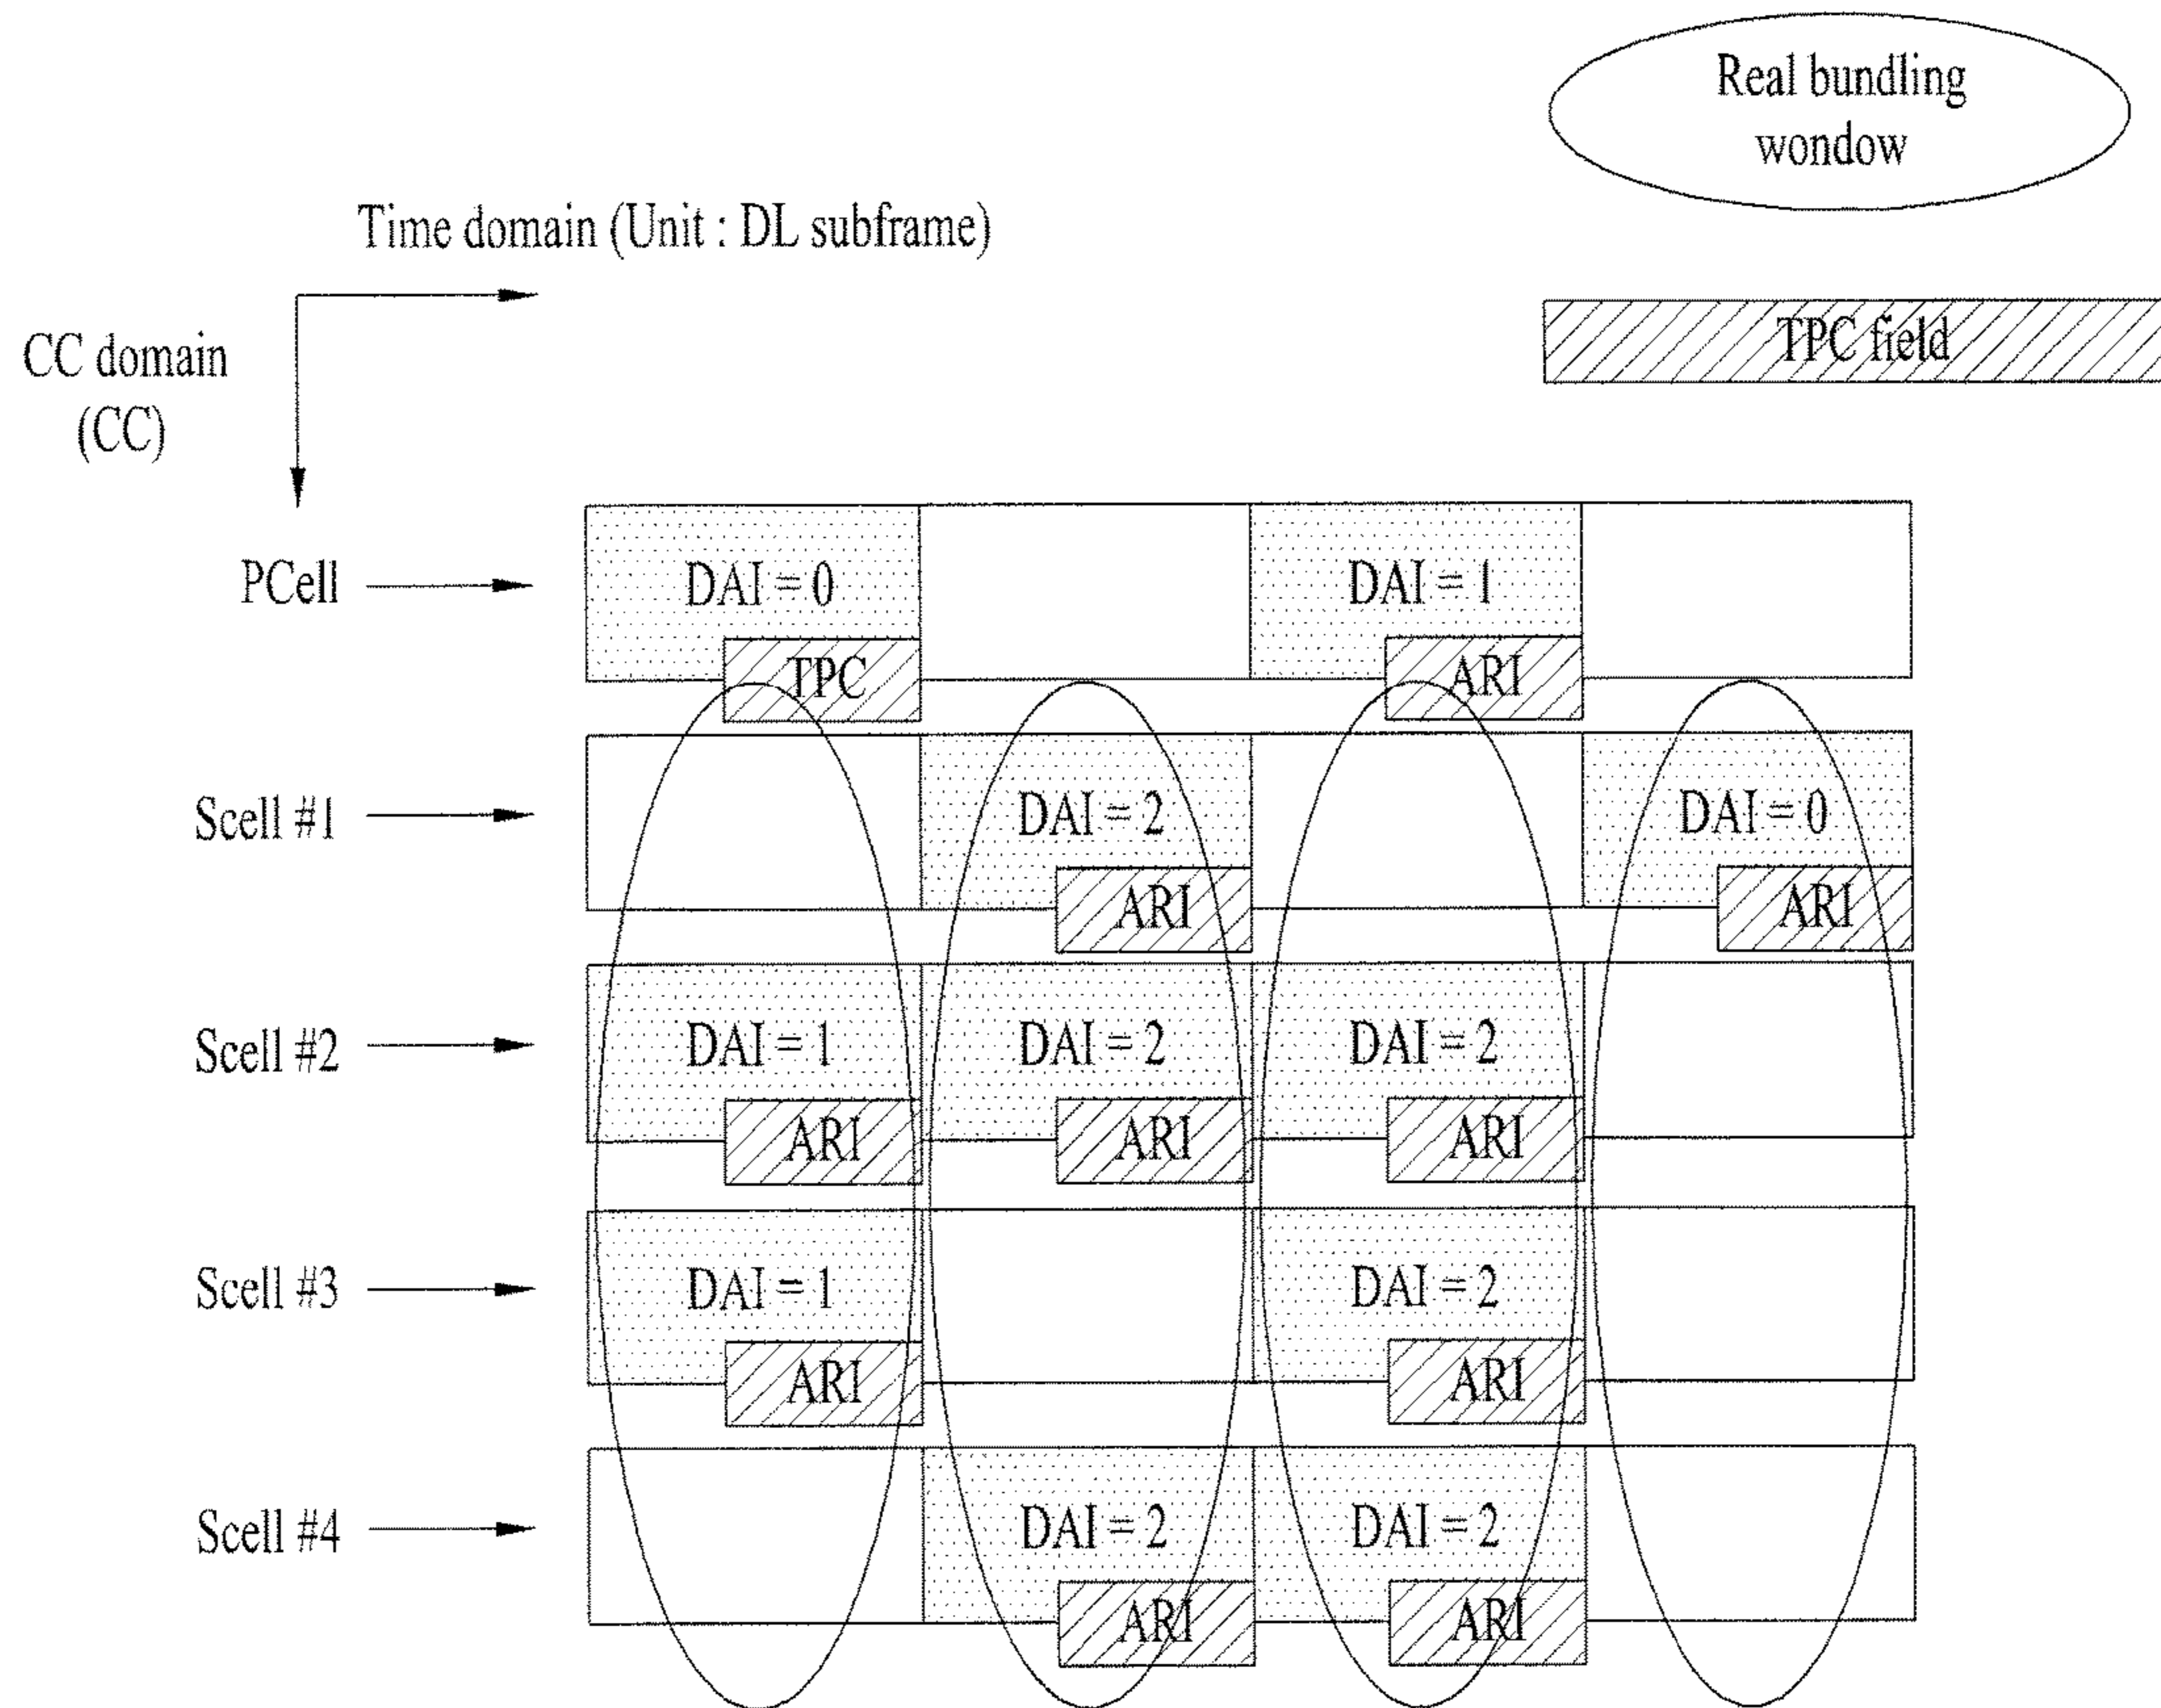 Real bundling
wondow
Time domain (Unit : DL subframe)
TPC field
CC domain
(CC)
PCell
DAI = 0
DAI = 1
TPC
ARI
Scell #1
DAI = 2
DAI = 0
ARI
ARI
Scell #2
DAI = 1
DAI = 2
DAI = 2
ARI
ARI
ARI
Scell #3
DAI = 1
DAI = 2
ARI
ARI
Scell #4
DAI = 2
DAI = 2
ARI
ARI